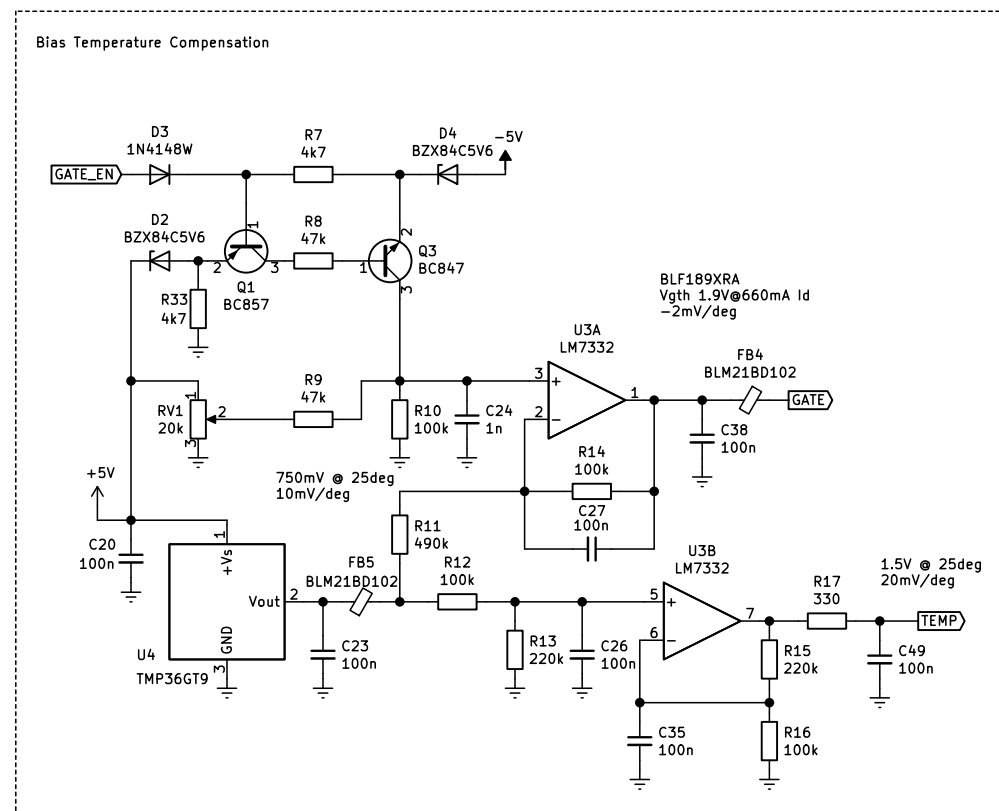 Bias Temperature Compensation
D3
1N4148W
R7
4k7
D4
BZX84C5V6
-5V
GATE_EN
1
2
D2
BZX84C5V6
R8
47k
2
3
1
Q3
BC847
Q1
BC857
3
R33
4k7
BLF189XRA
Vgth 1.9V@660mA Id
-2mV/deg
U3A
LM7332
FB4
BLM21BD102
3
+
1
GATE
2
-
1
RV1
20k
2
3
R9
47k
R10
100k
C24
1n
C38
100n
R14
100k
750mV @ 25deg
10mV/deg
+5V
C27
100n
R11
490k
C20
100n
1
+Vs
FB5
BLM21BD102
R12
100k
U3B
LM7332
1.5V @ 25deg
20mV/deg
R17
330
Vout
2
5
+
7
TEMP
6
-
GND
3
U4
TMP36GT9
C23
100n
R13
220k
C26
100n
R15
220k
C49
100n
C35
100n
R16
100k